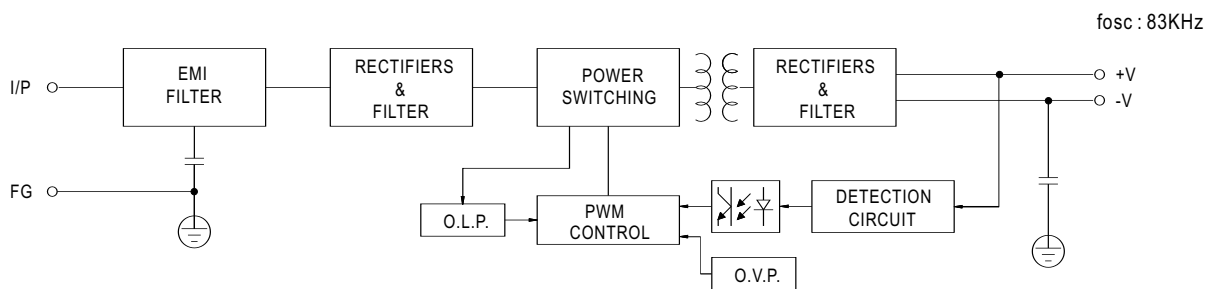 fosc : 83KHz
I/P
EMI
FILTER
RECTIFIERS
&
FILTER
POWER
SWITCHING
RECTIFIERS
&
FILTER
+V
-V
FG
O.L.P.
PWM
CONTROL
DETECTION
CIRCUIT
O.V.P.